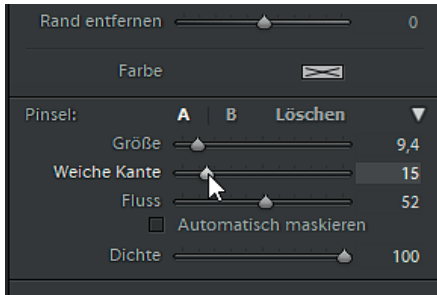 Rand entfernen 0
Farbe
Pinsel: A B Löschen
Größe 9,4
Weiche Kante 15
Fluss 52
Automatisch maskieren
Dichte 100